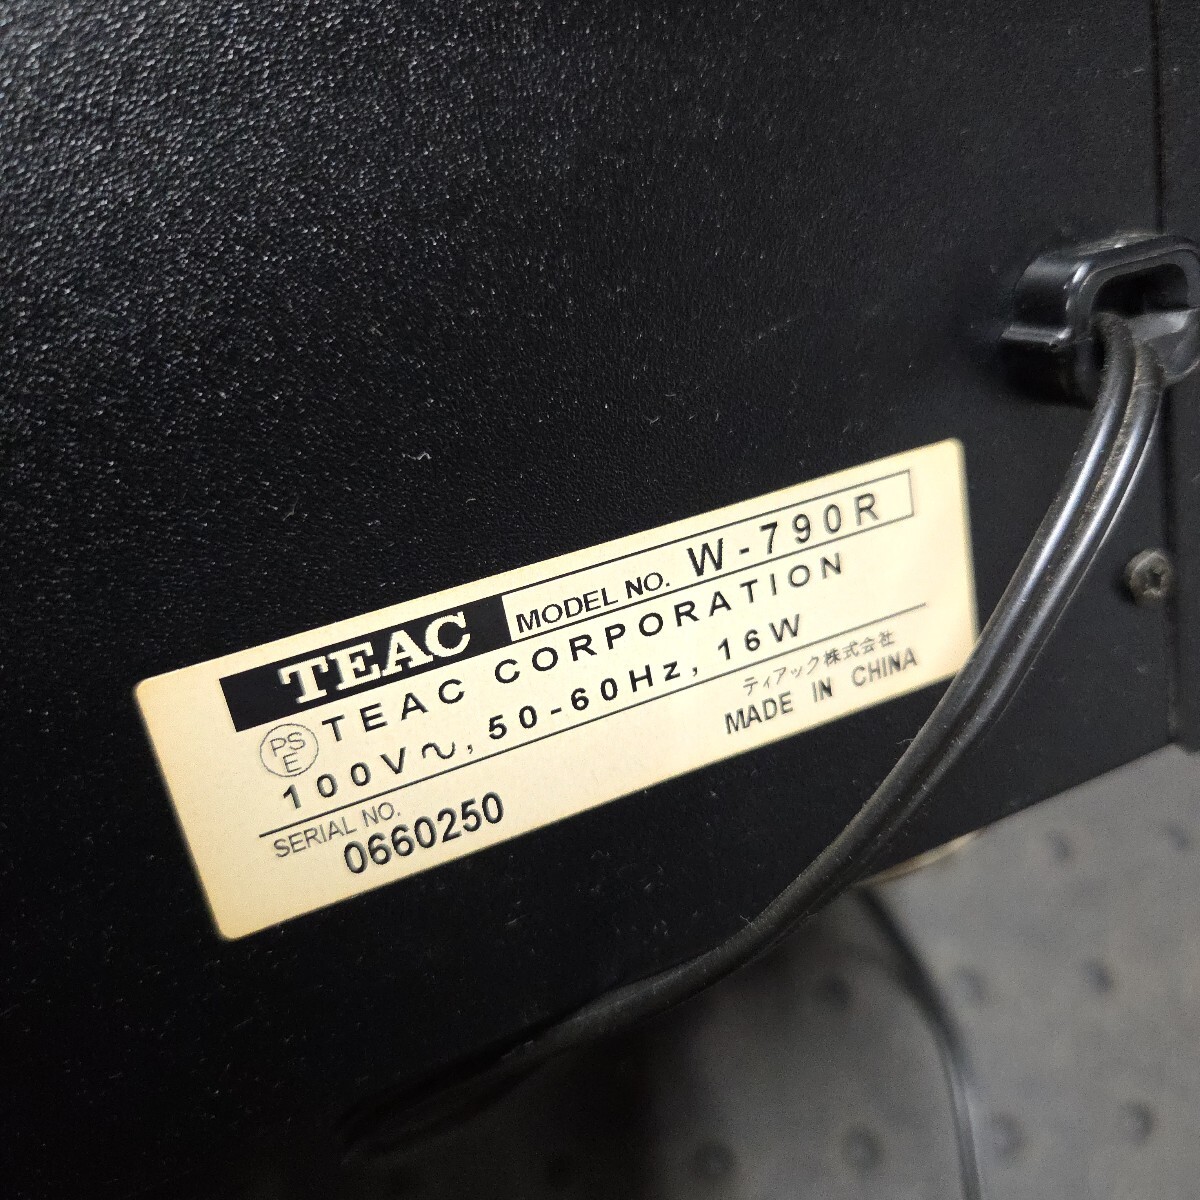 TEAC MODEL NO. W-790R
PSE TEAC CORPORATION
100V~, 50-60Hz, 16W
SERIAL NO. ティアック株式会社
0660250 MADE IN CHINA